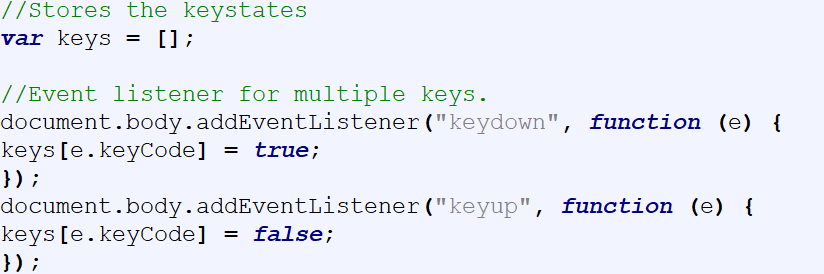 //Stores the keystates
var keys = [];
//Event listener for multiple keys.
document.body.addEventListener("keydown", function (e) {
keys[e.keyCode] = true;
});
document.body.addEventListener("keyup", function (e) {
keys[e.keyCode] = false;
});